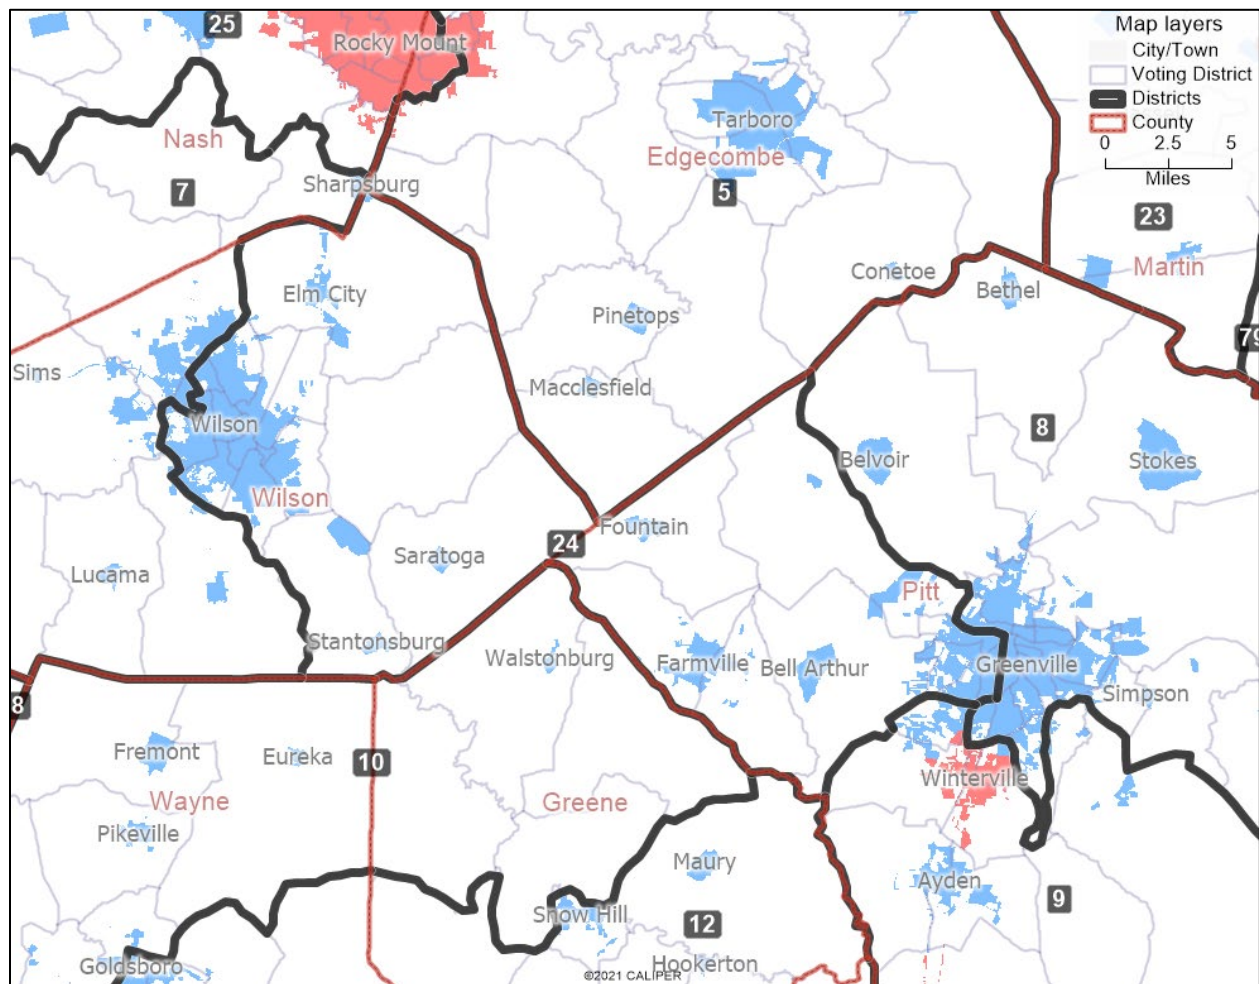 25
Rocky Mount
Map layers
City/Town
Voting District
Districts
County
0 2.5 5
Miles
Tarboro
Nash
Edgecombe
Sharpsburg
7
5
23
Martin
Conetoe
Bethel
Elm City
Pinetops
79
Sims
Macclesfield
Wilson
8
Belvoir
Stokes
Wilson
Fountain
24
Saratoga
Lucama
Pitt
Stantonsburg
Walstonburg
Farmville
Bell Arthur
Greenville
Simpson
8
Fremont
Eureka
10
Winterville
Wayne
Greene
Pikeville
Maury
Ayden
9
Snow Hill
12
Goldsboro
Hookerton
©2021 CALIPER